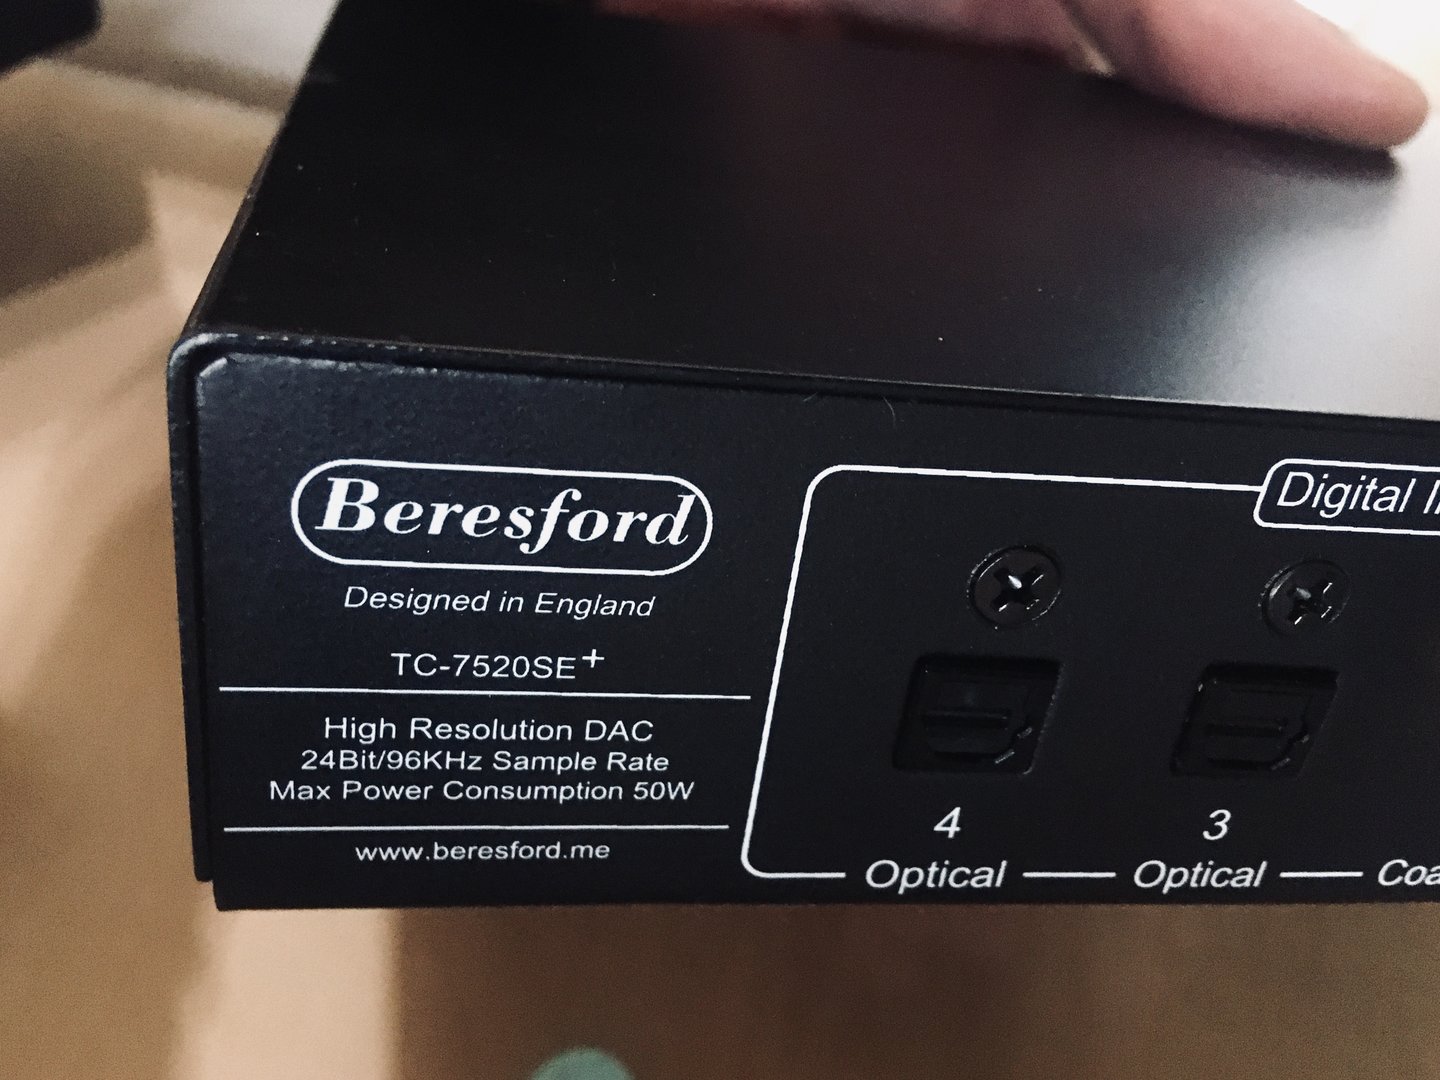 Beresford
Designed in England
TC-7520SE+
High Resolution DAC
24Bit/96KHz Sample Rate
Max Power Consumption 50W
www.beresford.me
Digital
4
3
Optical
Optical